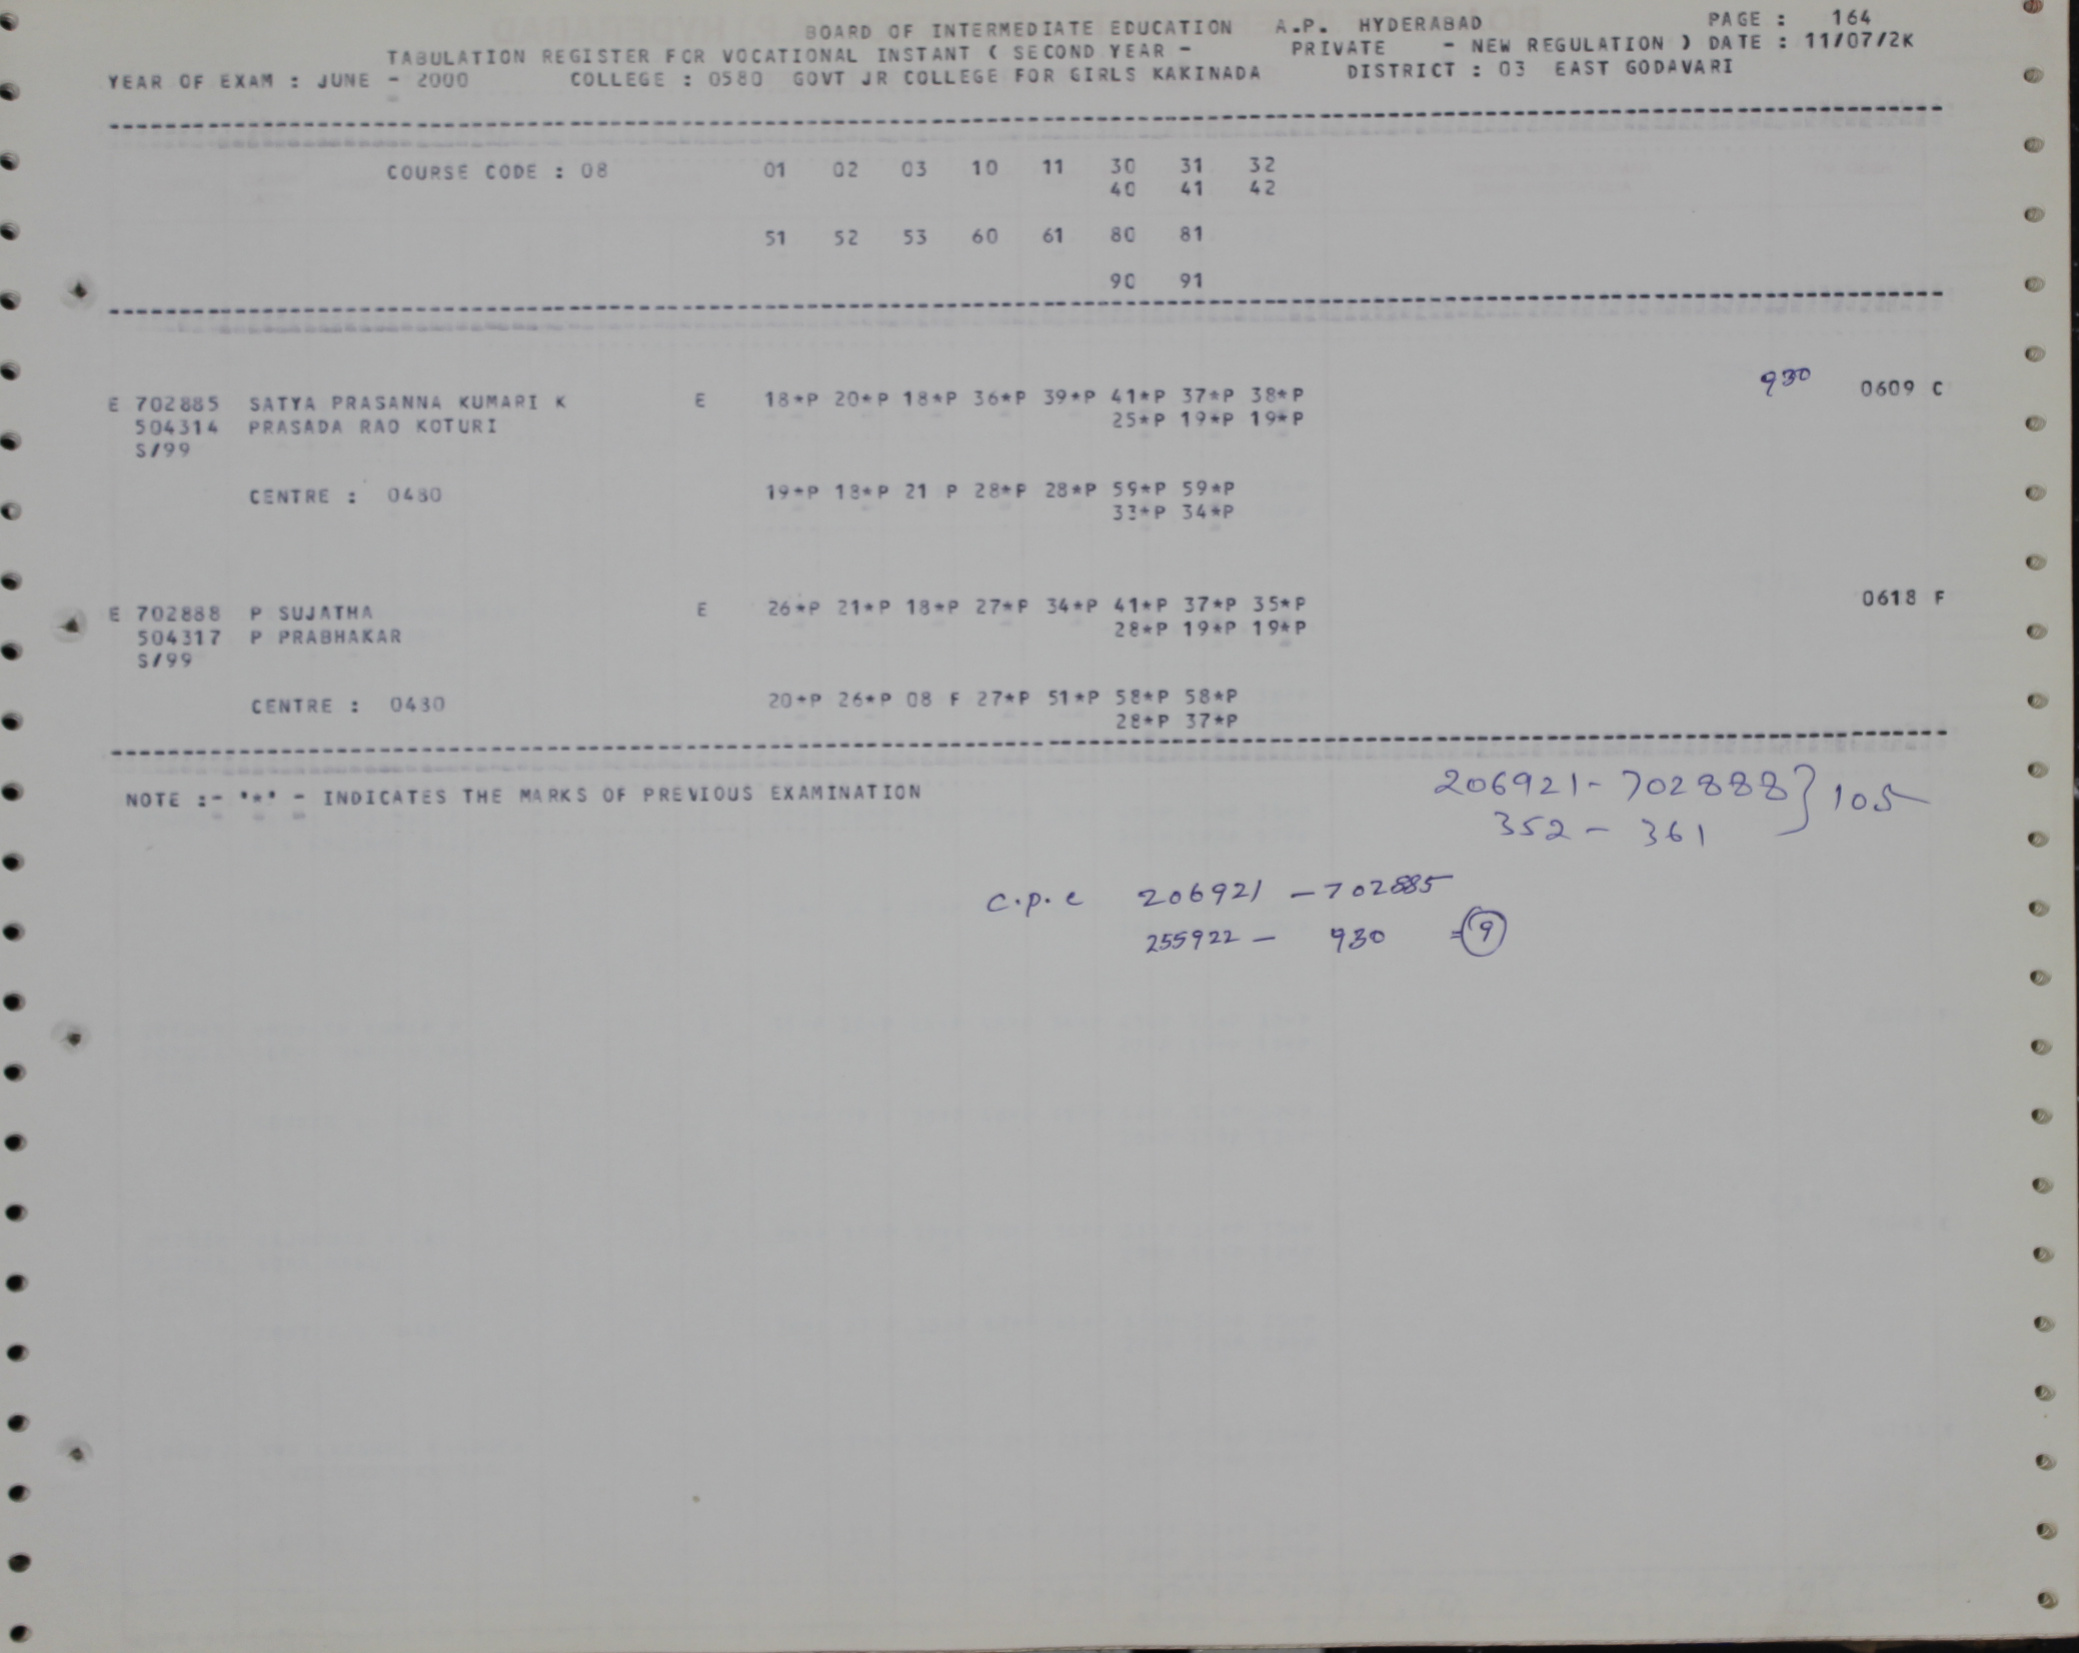 BOARD OF INTERMEDIATE EDUCATION A.P. HYDERABAD PAGE : 164
TABULATION REGISTER FOR VOCATIONAL INSTANT ( SECOND YEAR - PRIVATE - NEW REGULATION ) DATE : 11/07/2K
YEAR OF EXAM : JUNE - 2000 COLLEGE : 0580 GOVT JR COLLEGE FOR GIRLS KAKINADA DISTRICT : 03 EAST GODAVARI
COURSE CODE : 08 01 02 03 10 11 30 31 32
40 41 42
51 52 53 60 61 80 81
90 91
930
E 702885 SATYA PRASANNA KUMARI K E 18*P 20*P 18*P 36*P 39*P 41*P 37*P 38*P 0609 C
504314 PRASADA RAO KOTURI 25*P 19*P 19*P
S/99
CENTRE : 0480 19*P 18*P 21 P 28*P 28*P 59*P 59*P
33*P 34*P
E 702888 P SUJATHA E 26*P 21*P 18*P 27*P 34*P 41*P 37*P 35*P 0618 F
504317 P PRABHAKAR 28*P 19*P 19*P
S/99
CENTRE : 0480 20*P 26*P 08 F 27*P 51*P 58*P 58*P
28*P 37*P
NOTE :- '*' - INDICATES THE MARKS OF PREVIOUS EXAMINATION
206921 - 702888 } 105
352 - 361
C.P.C 206921 - 702885
255922 - 930 = 9